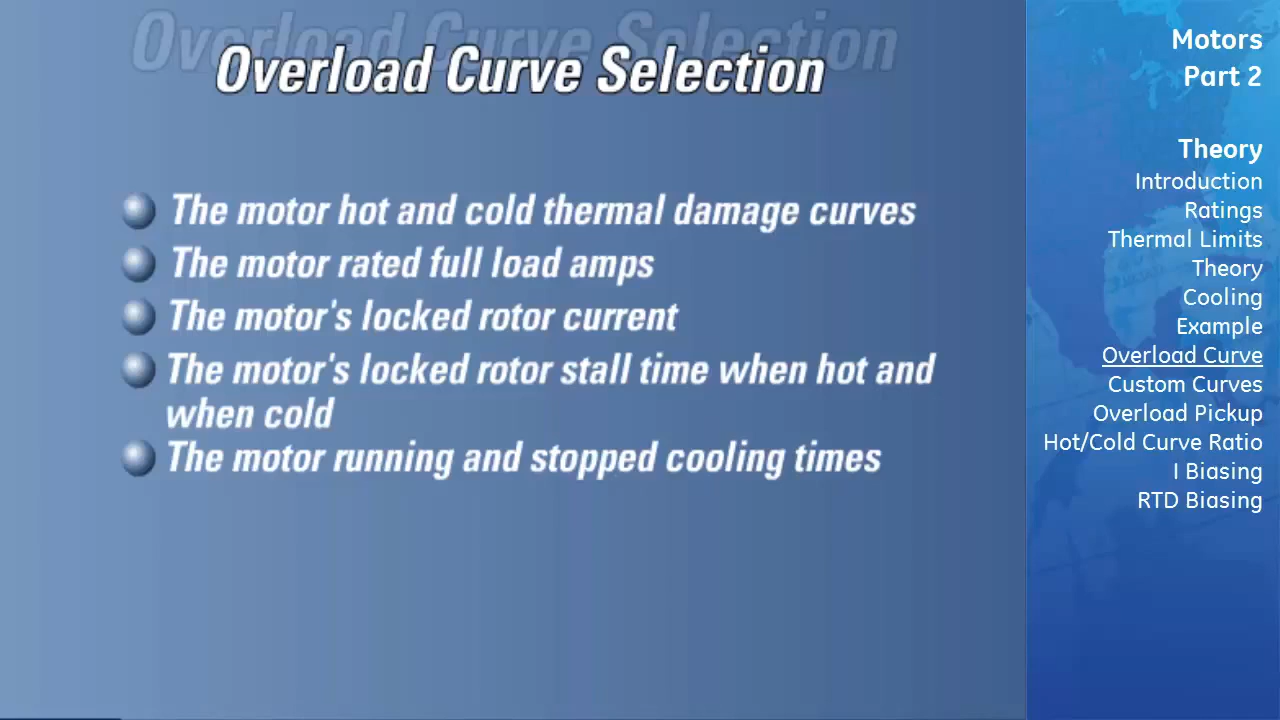 Overload Curve Selection
Overload Curve Selection
The motor hot and cold thermal damage curves
The motor rated full load amps
The motor's locked rotor current
The motor's locked rotor stall time when hot and
when cold
The motor running and stopped cooling times
Motors
Part 2
Theory
Introduction
Ratings
Thermal Limits
Theory
Cooling
Example
Overload Curve
Custom Curves
Overload Pickup
Hot/Cold Curve Ratio
I Biasing
RTD Biasing